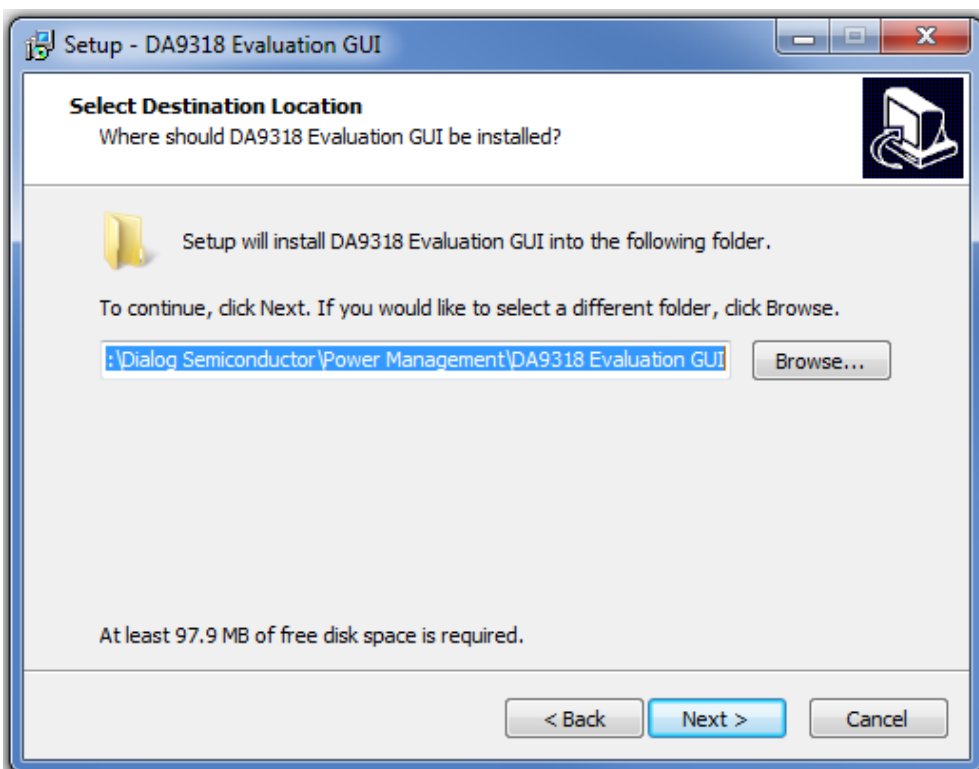 Setup - DA9318 Evaluation GUI
Select Destination Location
Where should DA9318 Evaluation GUI be installed?
Setup will install DA9318 Evaluation GUI into the following folder.
To continue, click Next. If you would like to select a different folder, click Browse.
:\Dialog Semiconductor\Power Management\DA9318 Evaluation GUI
Browse...
At least 97.9 MB of free disk space is required.
< Back
Next >
Cancel